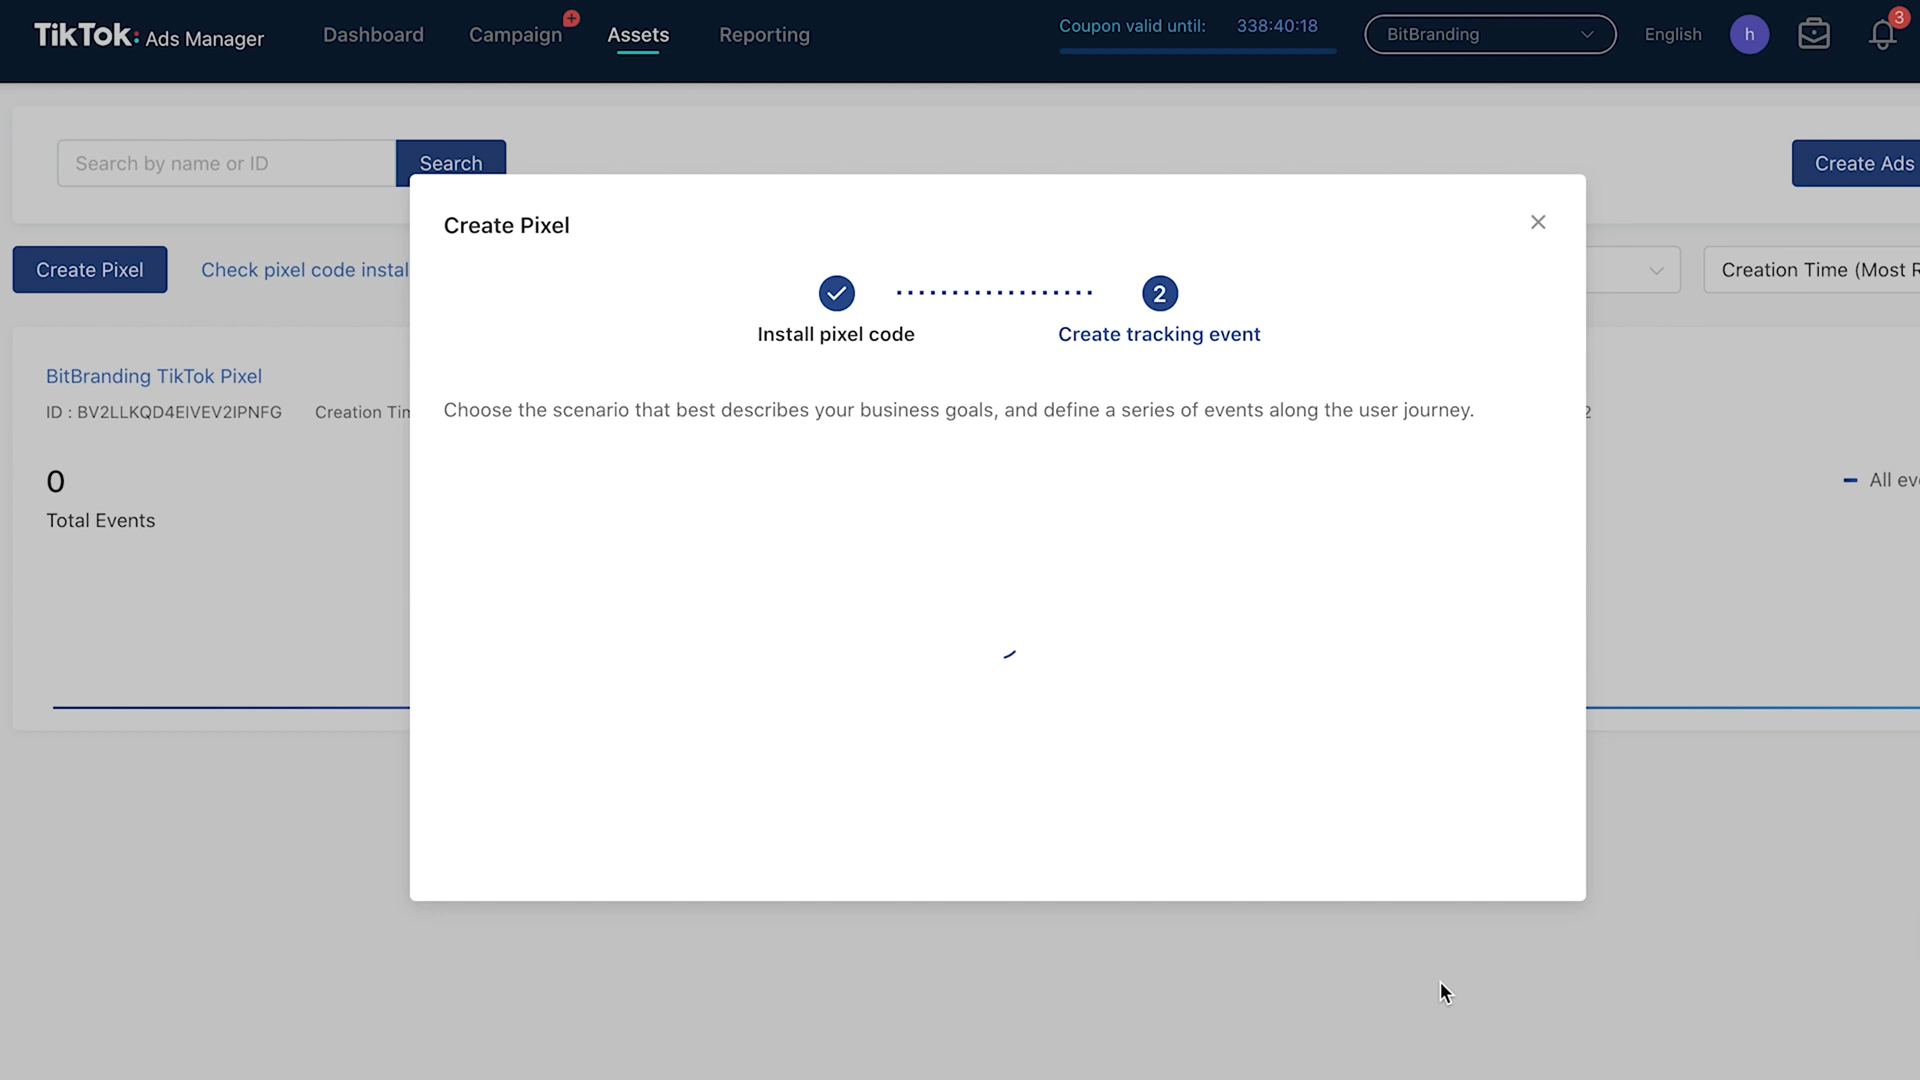 TikTok: Ads Manager
Dashboard
Campaign
Assets
Reporting
Coupon valid until: 338:40:18
BitBranding
English
h
3
Search by name or ID
Search
Create Ads
Create Pixel
Create Pixel
Check pixel code instal
Creation Time (Most R
2
Install pixel code
Create tracking event
BitBranding TikTok Pixel
ID : BV2LLKQD4EIVEV2IPNFG
Creation Tim
Choose the scenario that best describes your business goals, and define a series of events along the user journey.
2
0
Total Events
All eve